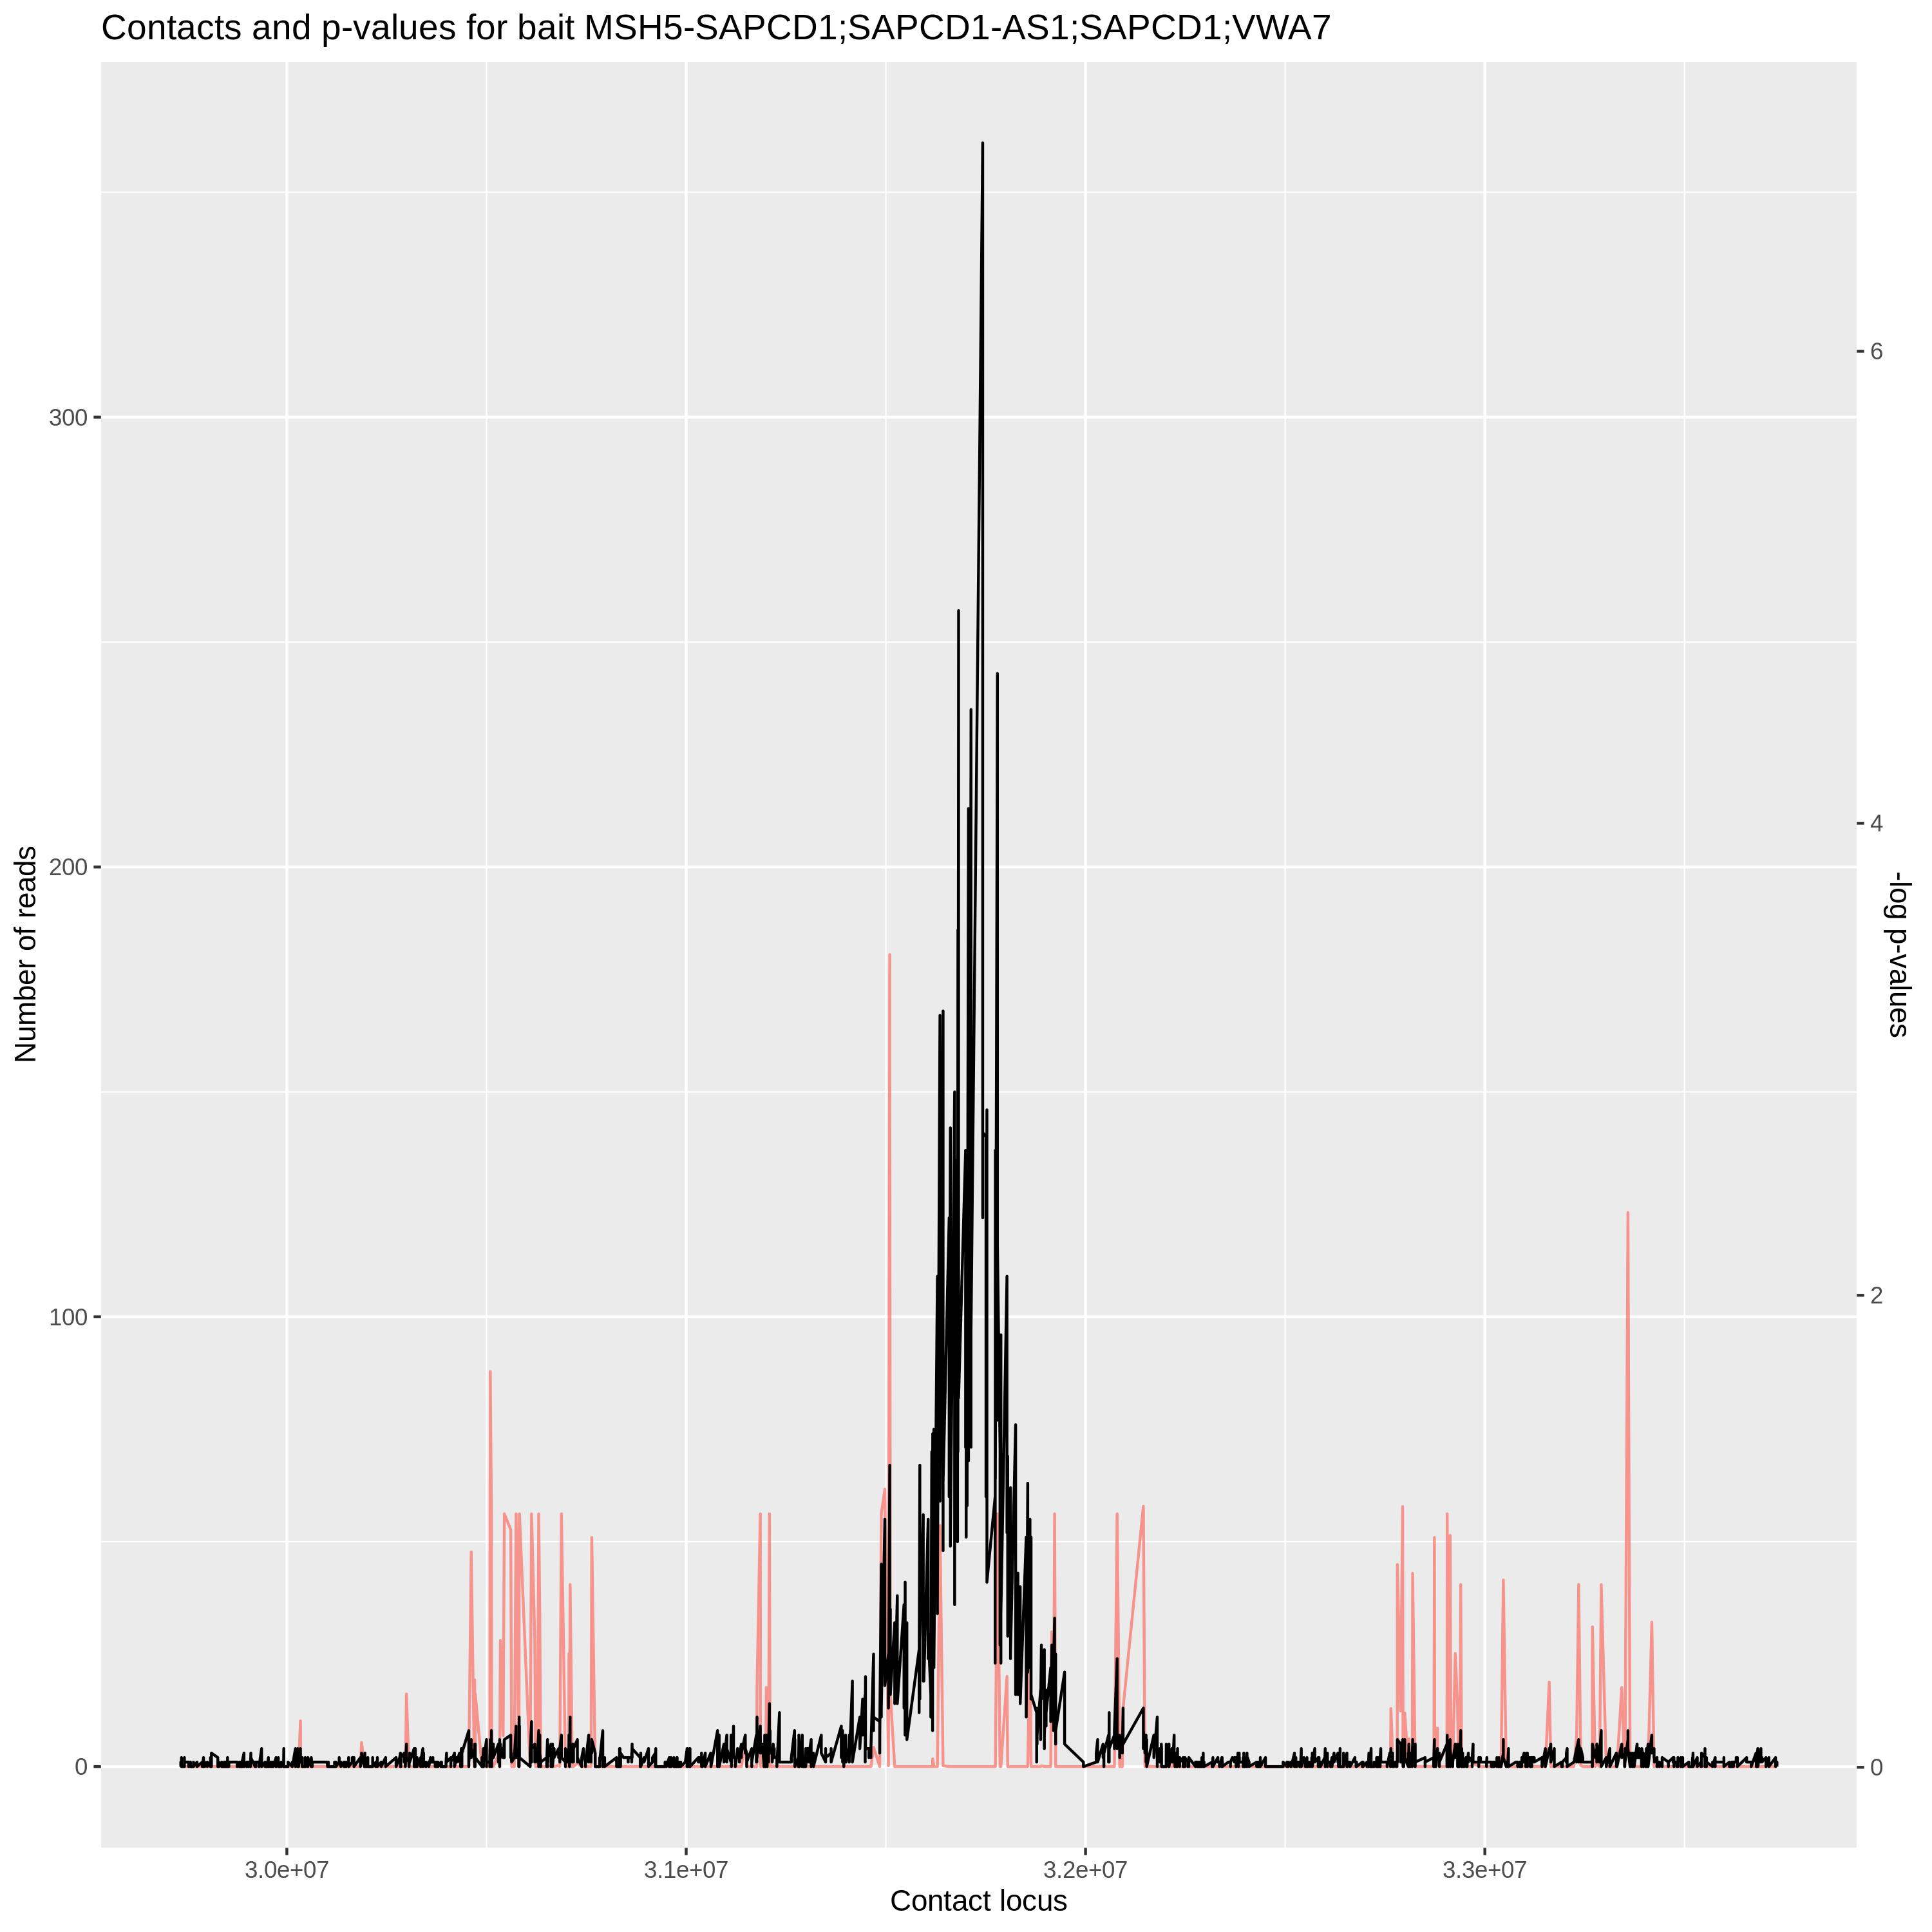 Contacts and p-values for bait MSH5-SAPCD1;SAPCD1-AS1;SAPCD1;VWA7
Number of reads
300
200
100
0
6
4
2
0
-log p-values
3.0e+07
3.1e+07
3.2e+07
3.3e+07
Contact locus